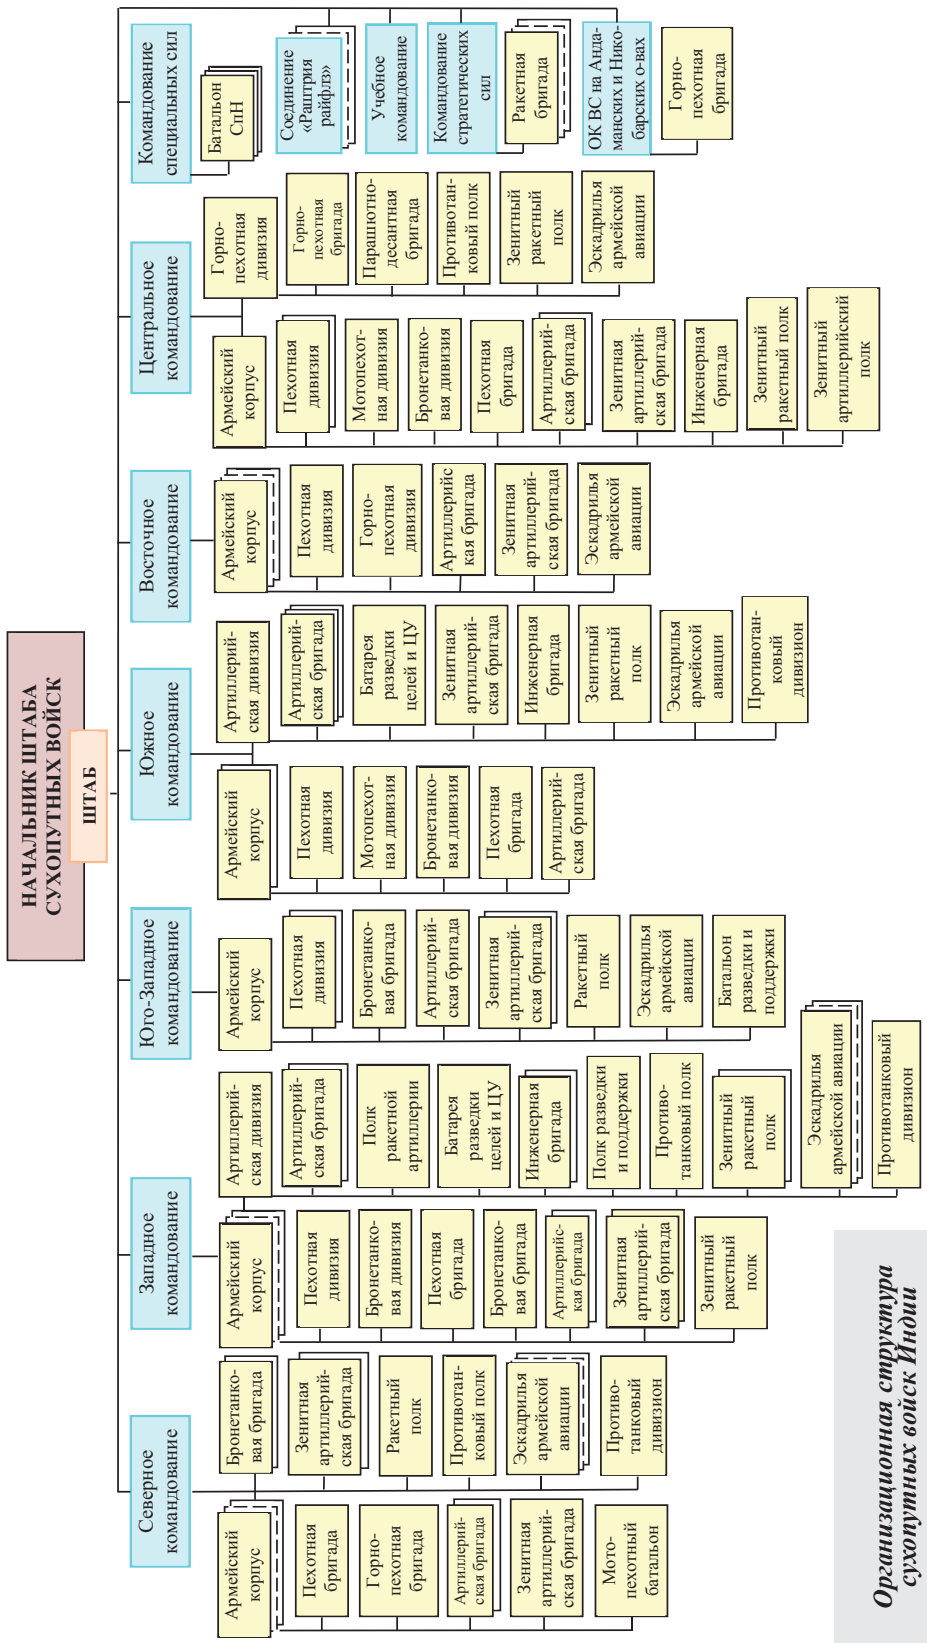 НАЧАЛЬНИК ШТАБА
СУХОПУТНЫХ ВОЙСК
ШТАБ
Северное
командование
Армейский
корпус
Пехотная
бригада
Горно-
пехотная
бригада
Артиллерий-
ская бригада
Зенитная
артиллерий-
ская бригада
Мото-
пехотный
батальон
Бронетанко-
вая бригада
Зенитная
артиллерий-
ская бригада
Ракетный
полк
Противотан-
ковый полк
Эскадрилья
армейской
авиации
Противо-
танковый
дивизион
Западное
командование
Армейский
корпус
Пехотная
дивизия
Бронетанко-
вая дивизия
Пехотная
бригада
Бронетанко-
вая бригада
Артиллерийс-
кая бригада
Зенитная
артиллерий-
ская бригада
Зенитный
ракетный
полк
Артиллерий-
ская дивизия
Артиллерий-
ская бригада
Полк
ракетной
артиллерии
Батарея
разведки
целей и ЦУ
Инженерная
бригада
Полк разведки
и поддержки
Противо-
танковый полк
Зенитный
ракетный
полк
Эскадрилья
армейской авиации
Противотанковый
дивизион
Юго-Западное
командование
Армейский
корпус
Пехотная
дивизия
Бронетанко-
вая бригада
Артиллерий-
ская бригада
Зенитная
артиллерий-
ская бригада
Ракетный
полк
Эскадрилья
армейской
авиации
Батальон
разведки и
поддержки
Южное
командование
Армейский
корпус
Пехотная
дивизия
Мотопехот-
ная дивизия
Бронетанко-
вая дивизия
Пехотная
бригада
Артиллерий-
ская бригада
Артиллерий-
ская дивизия
Артиллерий-
ская бригада
Батарея
разведки
целей и ЦУ
Зенитная
артиллерий-
ская бригада
Инженерная
бригада
Зенитный
ракетный
полк
Эскадрилья
армейской
авиации
Противотан-
ковый
дивизион
Восточное
командование
Армейский
корпус
Пехотная
дивизия
Горно-
пехотная
дивизия
Артиллерийс
кая бригада
Зенитная
артиллерий-
ская бригада
Эскадрилья
армейской
авиации
Центральное
командование
Армейский
корпус
Пехотная
дивизия
Мотопехот-
ная дивизия
Бронетанко-
вая дивизия
Пехотная
бригада
Артиллерий-
ская бригада
Зенитная
артиллерий-
ская бригада
Инженерная
бригада
Зенитный
ракетный полк
Зенитный
артиллерийский
полк
Горно-
пехотная
дивизия
Горно-
пехотная
бригада
Парашютно-
десантная
бригада
Противотан-
ковый полк
Зенитный
ракетный
полк
Эскадрилья
армейской
авиации
Командование
специальных сил
Батальон
СпН
Соединение
«Раштрия
райфлз»
Учебное
командование
Командование
стратегических
сил
Ракетная
бригада
ОК ВС на Анда-
манских и Нико-
барских о-вах
Горно-
пехотная
бригада
Организационная структура
сухопутных войск Индии